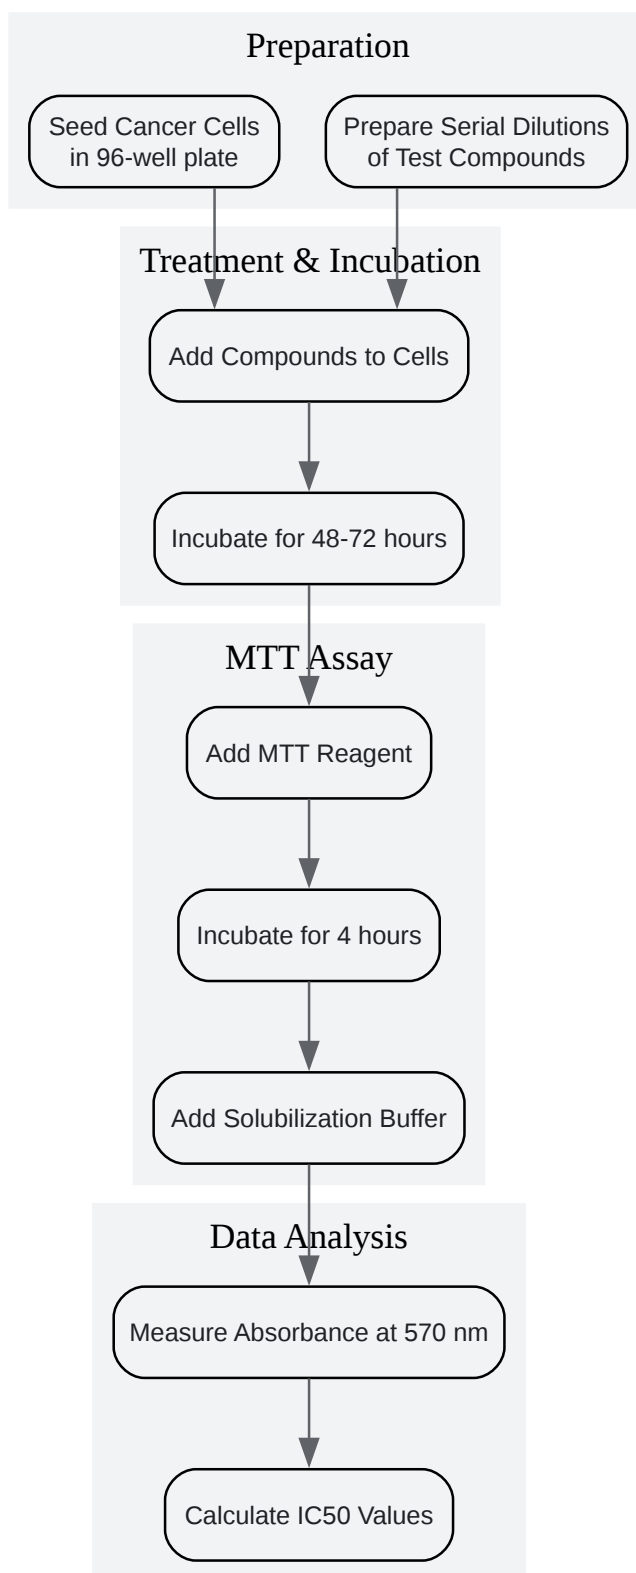 Preparation
Seed Cancer Cells
in 96-well plate
Prepare Serial Dilutions
of Test Compounds
Treatment & Incubation
Add Compounds to Cells
Incubate for 48-72 hours
MTT Assay
Add MTT Reagent
Incubate for 4 hours
Add Solubilization Buffer
Data Analysis
Measure Absorbance at 570 nm
Calculate IC50 Values